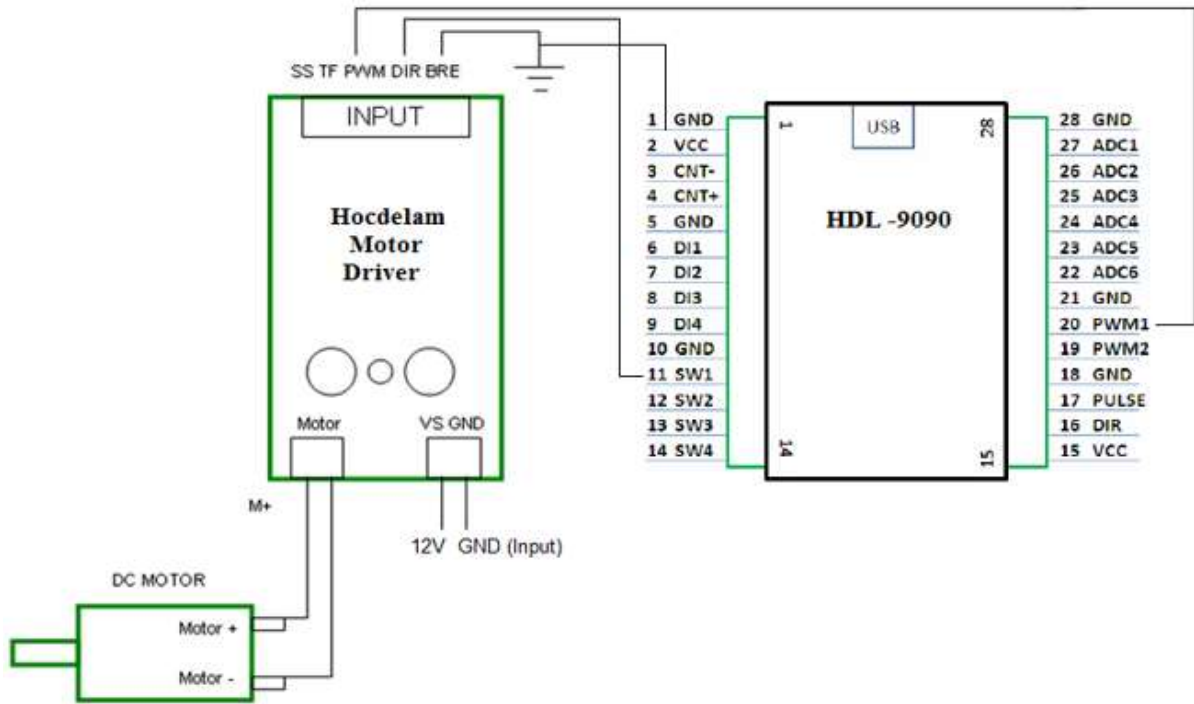 SS TF PWM DIR BRE
INPUT
Hocdelam
Motor
Driver
Motor
VS GND
M+
12V GND (Input)
DC MOTOR
Motor +
Motor -
1 GND
2 VCC
3 CNT-
4 CNT+
5 GND
6 DI1
7 DI2
8 DI3
9 DI4
10 GND
11 SW1
12 SW2
13 SW3
14 SW4
1
USB
28
HDL -9090
14
15
28 GND
27 ADC1
26 ADC2
25 ADC3
24 ADC4
23 ADC5
22 ADC6
21 GND
20 PWM1
19 PWM2
18 GND
17 PULSE
16 DIR
15 VCC